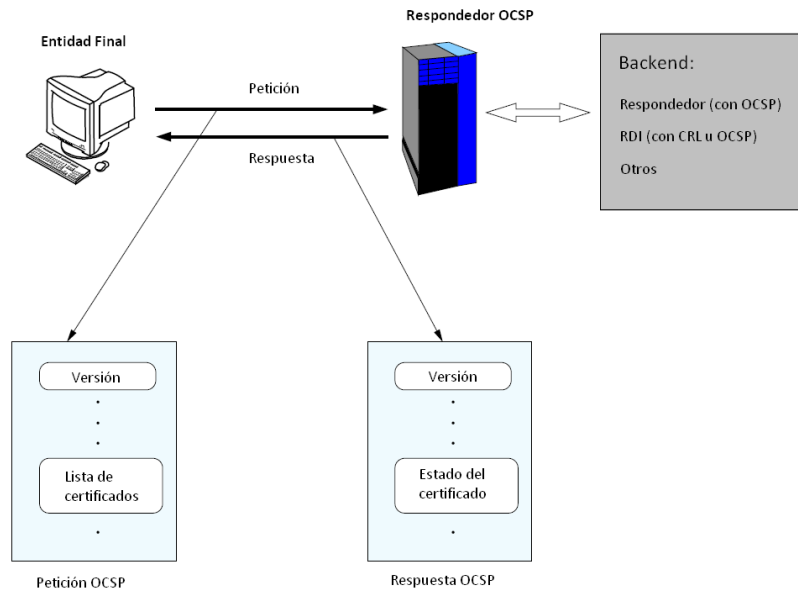 Respondedor OCSP
Entidad Final
Petición
Respuesta
Backend:
Respondedor (con OCSP)
RDI (con CRL u OCSP)
Otros
Versión
Lista de
certificados
Petición OCSP
Versión
Estado del
certificado
Respuesta OCSP